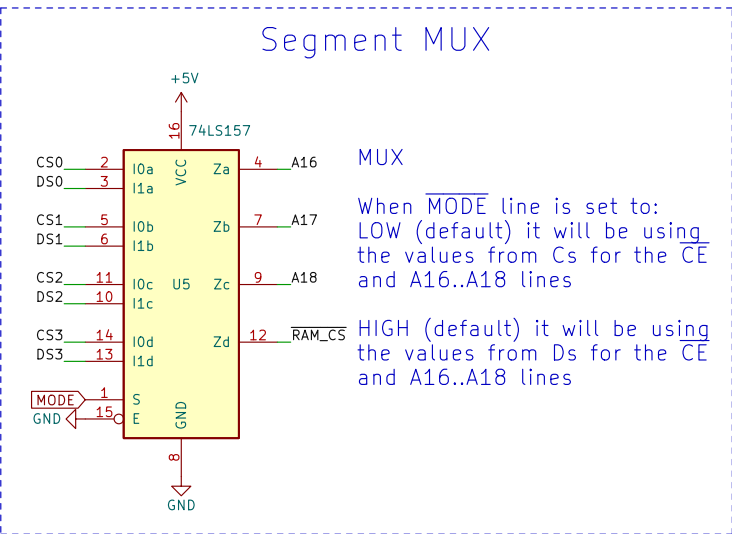 Segment MUX
+5V
16
74LS157
VCC
CS0 2 I0a Za 4 A16
DS0 3 I1a
CS1 5 I0b Zb 7 A17
DS1 6 I1b
CS2 11 I0c U5 Zc 9 A18
DS2 10 I1c
CS3 14 I0d Zd 12 RAM_CS
DS3 13 I1d
MODE 1 S
GND 15 E
GND
8
GND
MUX
When MODE line is set to:
LOW (default) it will be using
the values from Cs for the CE
and A16..A18 lines
HIGH (default) it will be using
the values from Ds for the CE
and A16..A18 lines